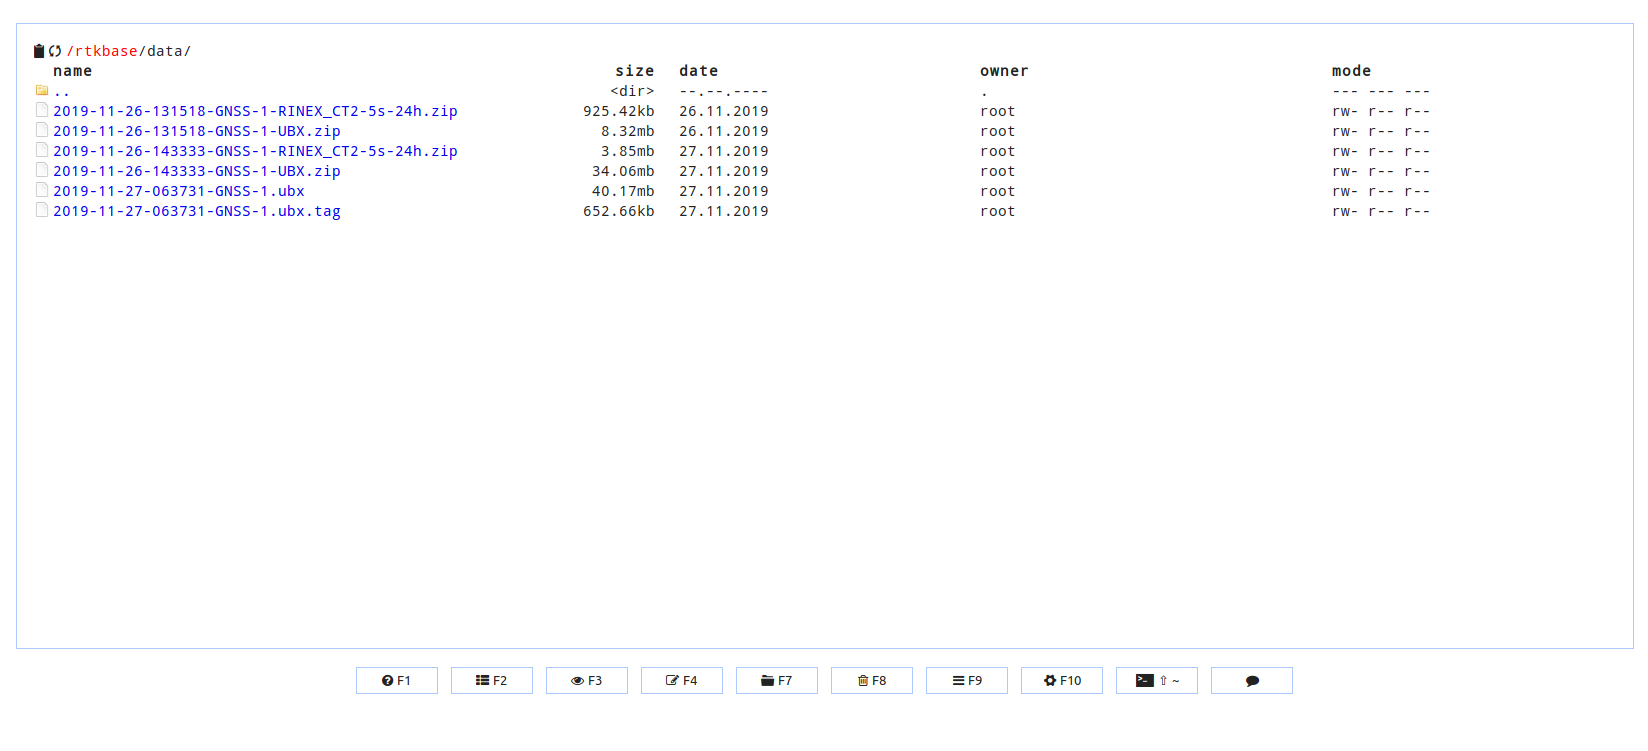 /rtkbase/data/
name size date owner mode
.. <dir> --.--.---- . --- --- ---
2019-11-26-131518-GNSS-1-RINEX_CT2-5s-24h.zip 925.42kb 26.11.2019 root rw- r-- r--
2019-11-26-131518-GNSS-1-UBX.zip 8.32mb 26.11.2019 root rw- r-- r--
2019-11-26-143333-GNSS-1-RINEX_CT2-5s-24h.zip 3.85mb 27.11.2019 root rw- r-- r--
2019-11-26-143333-GNSS-1-UBX.zip 34.06mb 27.11.2019 root rw- r-- r--
2019-11-27-063731-GNSS-1.ubx 40.17mb 27.11.2019 root rw- r-- r--
2019-11-27-063731-GNSS-1.ubx.tag 652.66kb 27.11.2019 root rw- r-- r--
F1 F2 F3 F4 F7 F8 F9 F10 >_ ⇧ ~